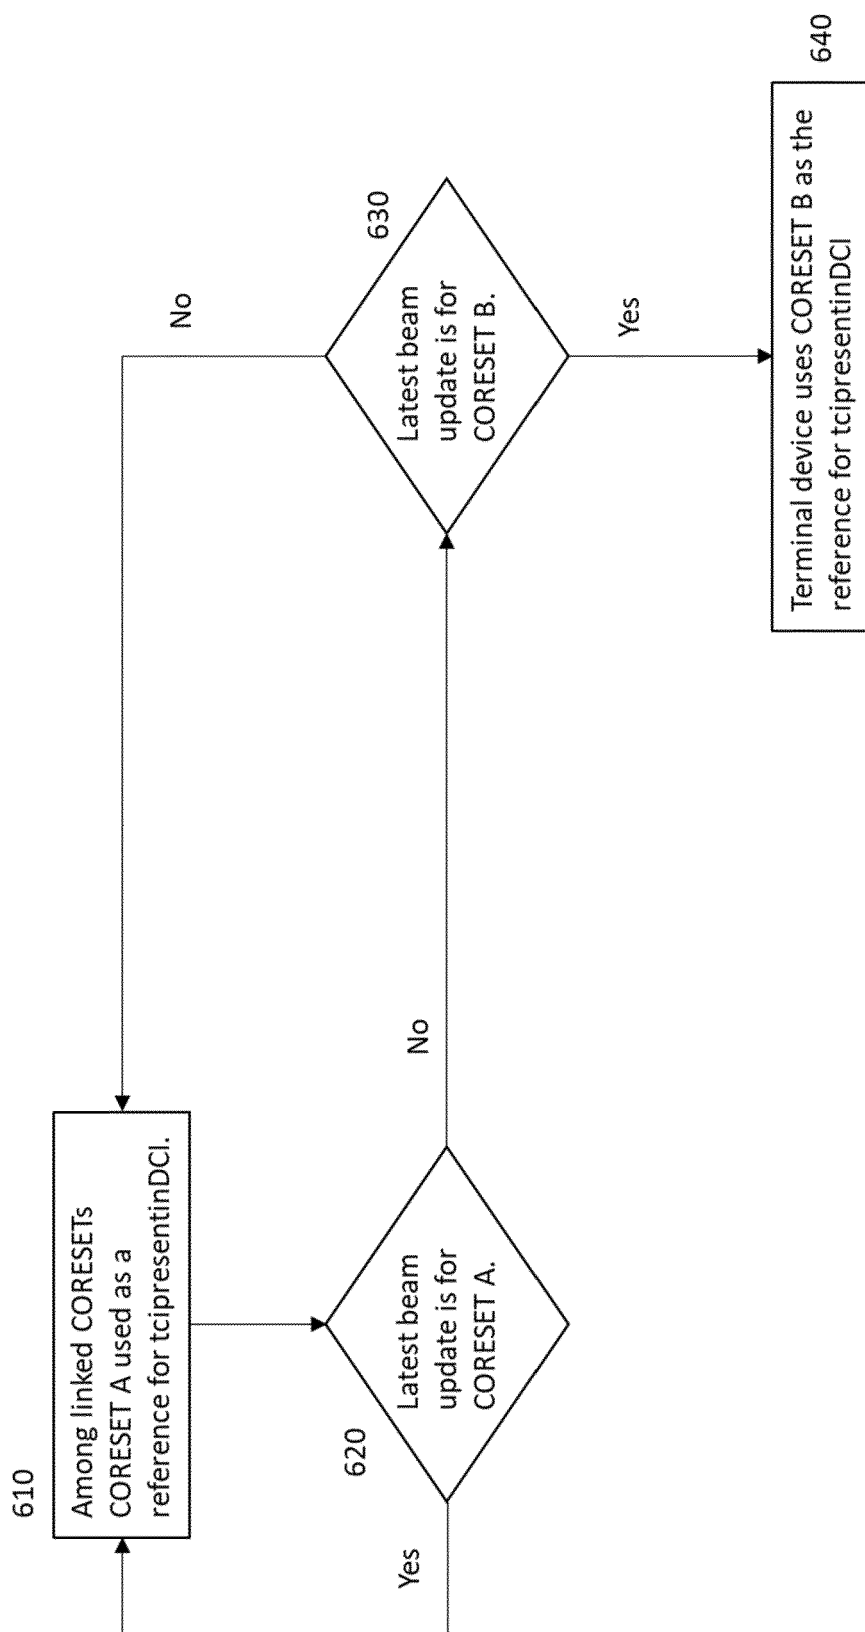 610
Among linked CORESETs
CORESET A used as a
reference for tcipresentinDCI.
620
Latest beam
update is for
CORESET A.
Yes
No
630
Latest beam
update is for
CORESET B.
No
Yes
640
Terminal device uses CORESET B as the
reference for tcipresentinDCI